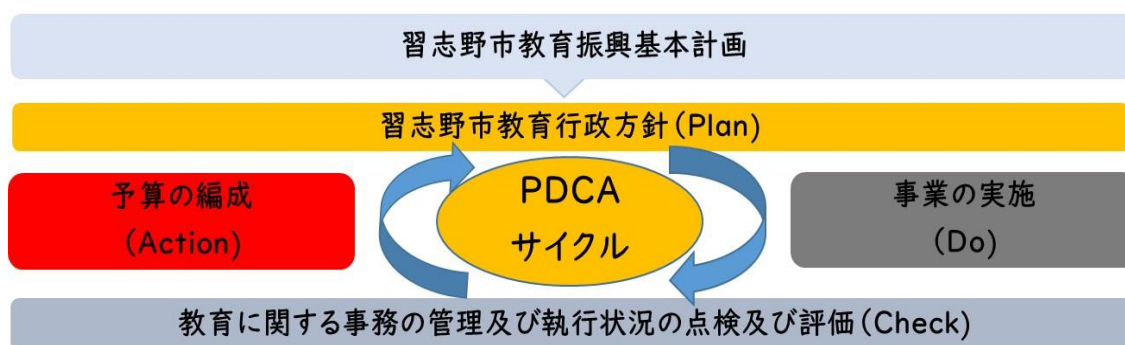 習志野市教育振興基本計画
習志野市教育行政方針(Plan)
予算の編成
(Action)
PDCA
サイクル
事業の実施
(Do)
教育に関する事務の管理及び執行状況の点検及び評価(Check)